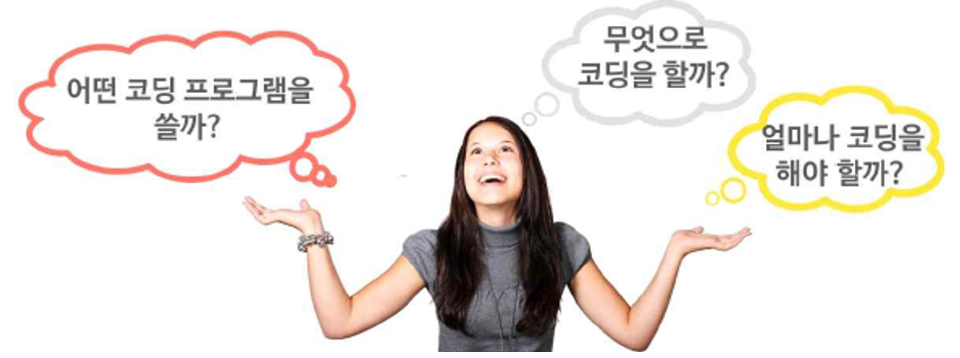 어떤 코딩 프로그램을
쓸까?
무엇으로
코딩을 할까?
얼마나 코딩을
해야 할까?